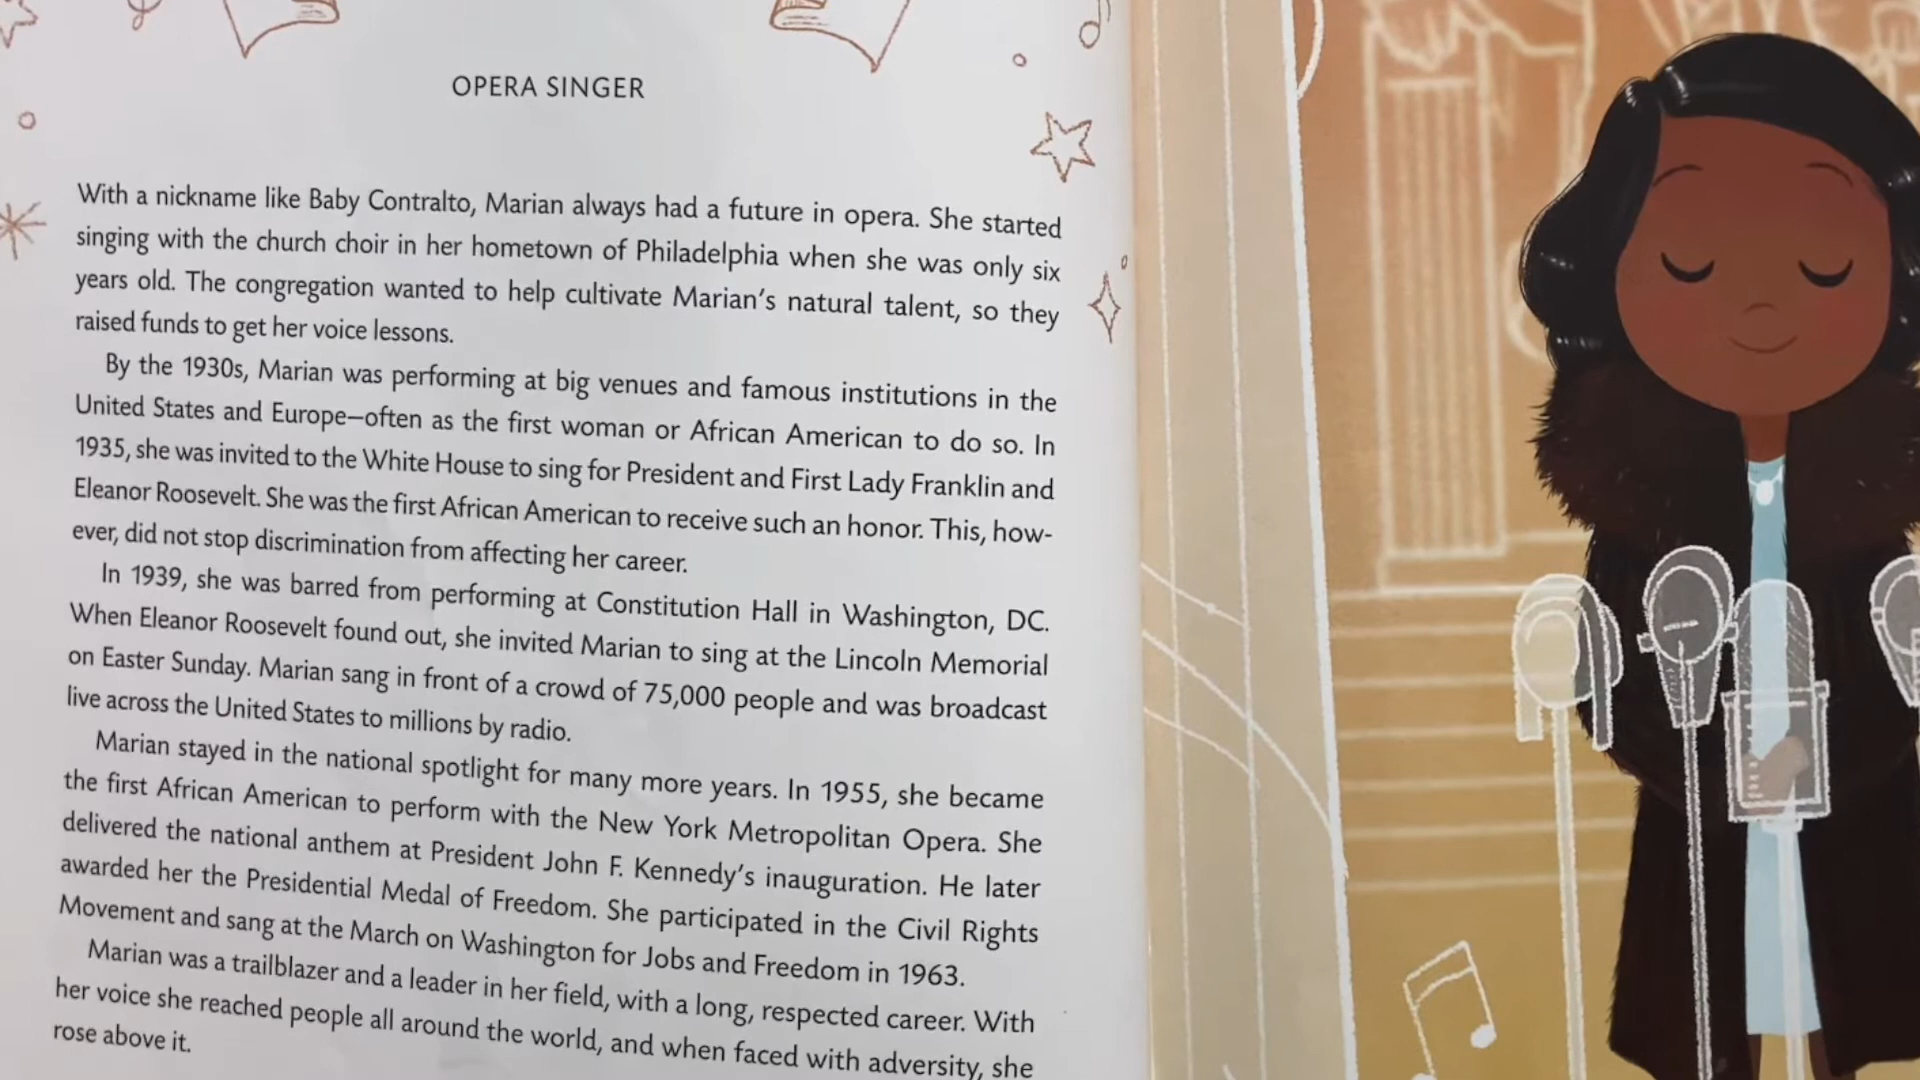 OPERA SINGER
With a nickname like Baby Contralto, Marian always had a future in opera. She started
singing with the church choir in her hometown of Philadelphia when she was only six
years old. The congregation wanted to help cultivate Marian's natural talent, so they
raised funds to get her voice lessons.
By the 1930s, Marian was performing at big venues and famous institutions in the
United States and Europe—often as the first woman or African American to do so. In
1935, she was invited to the White House to sing for President and First Lady Franklin and
Eleanor Roosevelt. She was the first African American to receive such an honor. This, how-
ever, did not stop discrimination from affecting her career.
In 1939, she was barred from performing at Constitution Hall in Washington, DC.
When Eleanor Roosevelt found out, she invited Marian to sing at the Lincoln Memorial
on Easter Sunday. Marian sang in front of a crowd of 75,000 people and was broadcast
live across the United States to millions by radio.
Marian stayed in the national spotlight for many more years. In 1955, she became
the first African American to perform with the New York Metropolitan Opera. She
delivered the national anthem at President John F. Kennedy's inauguration. He later
awarded her the Presidential Medal of Freedom. She participated in the Civil Rights
Movement and sang at the March on Washington for Jobs and Freedom in 1963.
Marian was a trailblazer and a leader in her field, with a long, respected career. With
her voice she reached people all around the world, and when faced with adversity, she
rose above it.